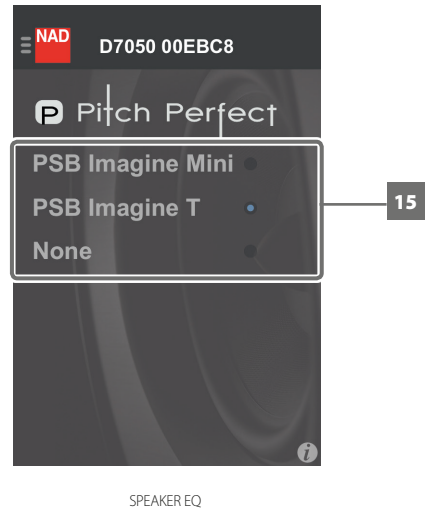 NAD
D7050 00EBC8
P Pitch Perfect
PSB Imagine Mini
PSB Imagine T
15
None
i
SPEAKER EQ